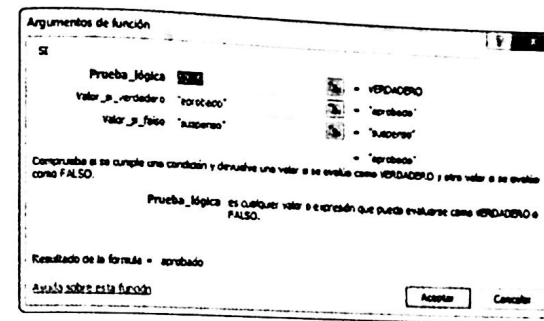 Argumentos de función
? x
SI
Prueba_lógica = VERDADERO
Valor_si_verdadero "aprobado" = "aprobado"
Valor_si_falso "suspenso" = "suspenso"
= "aprobado"
Comprueba si se cumple una condición y devuelve una valor si se evalúa como VERDADERO y otro valor si se evalúa
como FALSO.
Prueba_lógica es cualquier valor o expresión que pueda evaluarse como VERDADERO o
FALSO.
Resultado de la fórmula = aprobado
Ayuda sobre esta función
Aceptar Cancelar